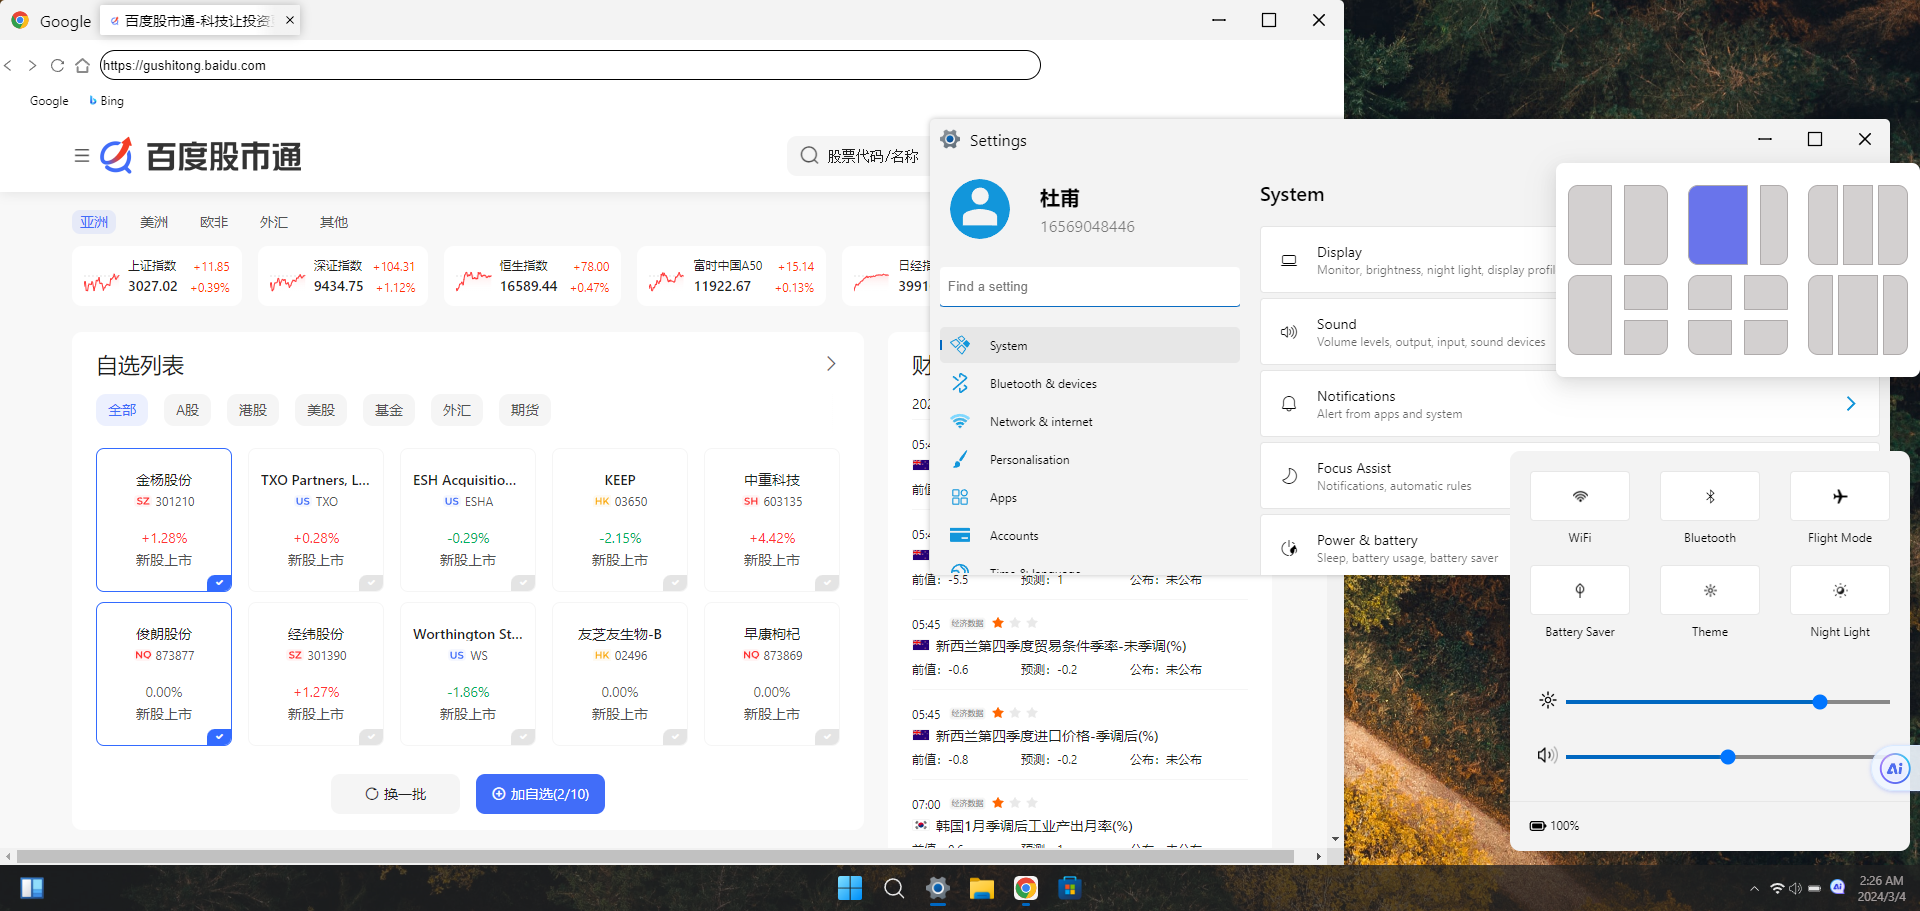 Google
百度股市通-科技让投资
https://gushitong.baidu.com
Google
Bing
百度股市通
股票代码/名称
亚洲
美洲
欧非
外汇
其他
上证指数 +11.85
3027.02 +0.39%
深证指数 +104.31
9434.75 +1.12%
恒生指数 +78.00
16589.44 +0.47%
富时中国A50 +15.14
11922.67 +0.13%
日经指
3991
自选列表
全部
A股
港股
美股
基金
外汇
期货
金杨股份
SZ 301210
+1.28%
新股上市
TXO Partners, L...
US TXO
+0.28%
新股上市
ESH Acquisitio...
US ESHA
-0.29%
新股上市
KEEP
HK 03650
-2.15%
新股上市
中重科技
SH 603135
+4.42%
新股上市
俊朗股份
NQ 873877
0.00%
新股上市
经纬股份
SZ 301390
+1.27%
新股上市
Worthington St...
US WS
-1.86%
新股上市
友芝友生物-B
HK 02496
0.00%
新股上市
早康枸杞
NQ 873869
0.00%
新股上市
换一批
加自选(2/10)
财
202
05:4
前值
05:4
前值：-5.5 预测：1 公布：未公布
05:45 经济数据
新西兰第四季度贸易条件季率-未季调(%)
前值：-0.6 预测：-0.2 公布：未公布
05:45 经济数据
新西兰第四季度进口价格-季调后(%)
前值：-0.8 预测：-0.2 公布：未公布
07:00 经济数据
韩国1月季调后工业产出月率(%)
前值：0.6 预测：1 公布：未公布
Settings
杜甫
16569048446
Find a setting
System
Bluetooth & devices
Network & internet
Personalisation
Apps
Accounts
Time & language
System
Display
Monitor, brightness, night light, display profil
Sound
Volume levels, output, input, sound devices
Notifications
Alert from apps and system
Focus Assist
Notifications, automatic rules
Power & battery
Sleep, battery usage, battery saver
WiFi
Bluetooth
Flight Mode
Battery Saver
Theme
Night Light
Ai
100%
Ai
2:26 AM
2024/3/4